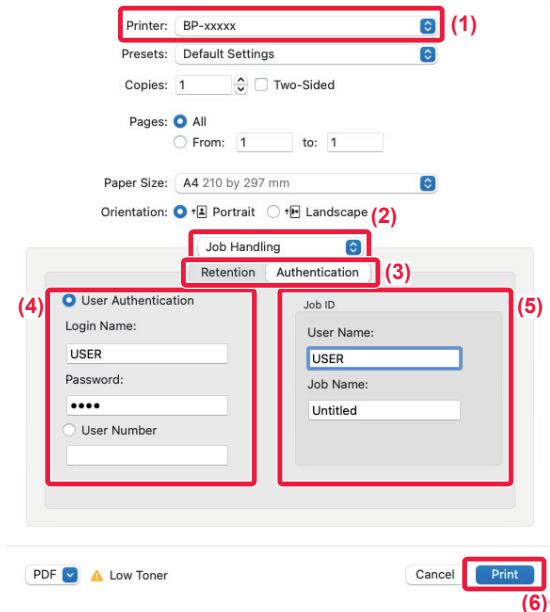 Printer: BP-xxxxx (1)
Presets: Default Settings
Copies: 1 Two-Sided
Pages: All
From: 1 to: 1
Paper Size: A4 210 by 297 mm
Orientation: Portrait Landscape (2)
Job Handling
Retention Authentication (3)
(4) (5)
User Authentication
Login Name:
USER
Password:
••••
User Number
Job ID
User Name:
USER
Job Name:
Untitled
PDF Low Toner Cancel Print
(6)